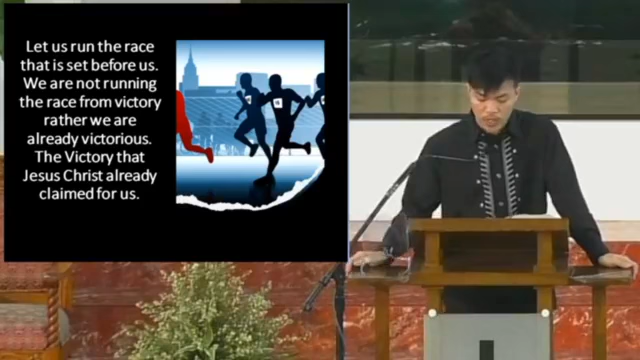 Let us run the race
that is set before us.
We are not running
the race from victory
rather we are
already victorious.
The Victory that
Jesus Christ already
claimed for us.